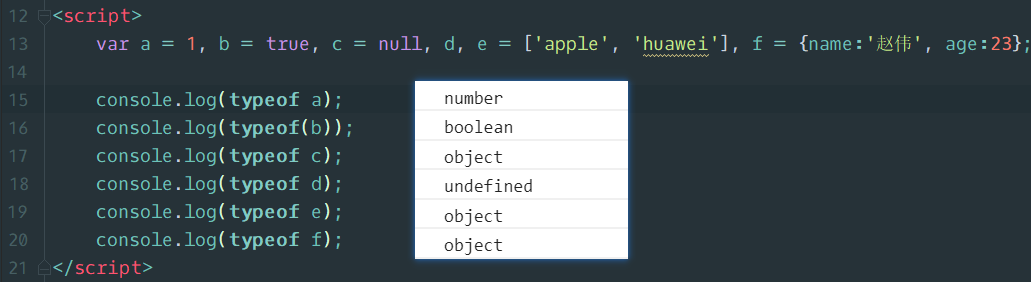 12 <script>
13 var a = 1, b = true, c = null, d, e = ['apple', 'huawei'], f = {name:'赵伟', age:23};
14
15 console.log(typeof a);
16 console.log(typeof(b));
17 console.log(typeof c);
18 console.log(typeof d);
19 console.log(typeof e);
20 console.log(typeof f);
21 </script>
number
boolean
object
undefined
object
object